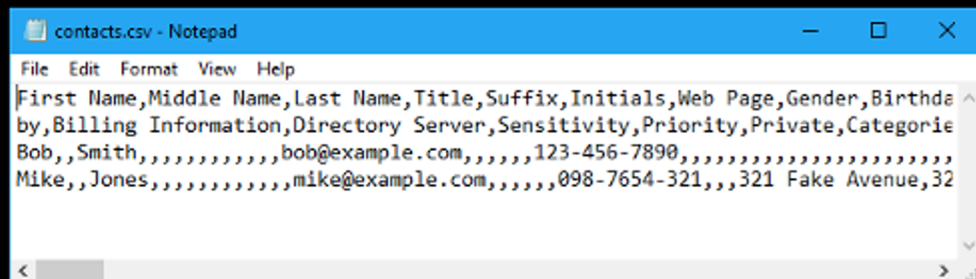 contacts.csv - Notepad
File Edit Format View Help
First Name,Middle Name,Last Name,Title,Suffix,Initials,Web Page,Gender,Birthda
by,Billing Information,Directory Server,Sensitivity,Priority,Private,Categorie
Bob,,Smith,,,,,,,,,,,,bob@example.com,,,,,,123-456-7890,,,,,,,,,,,,,,,,,,,,,,,
Mike,,Jones,,,,,,,,,,,,mike@example.com,,,,,,098-7654-321,,,321 Fake Avenue,32